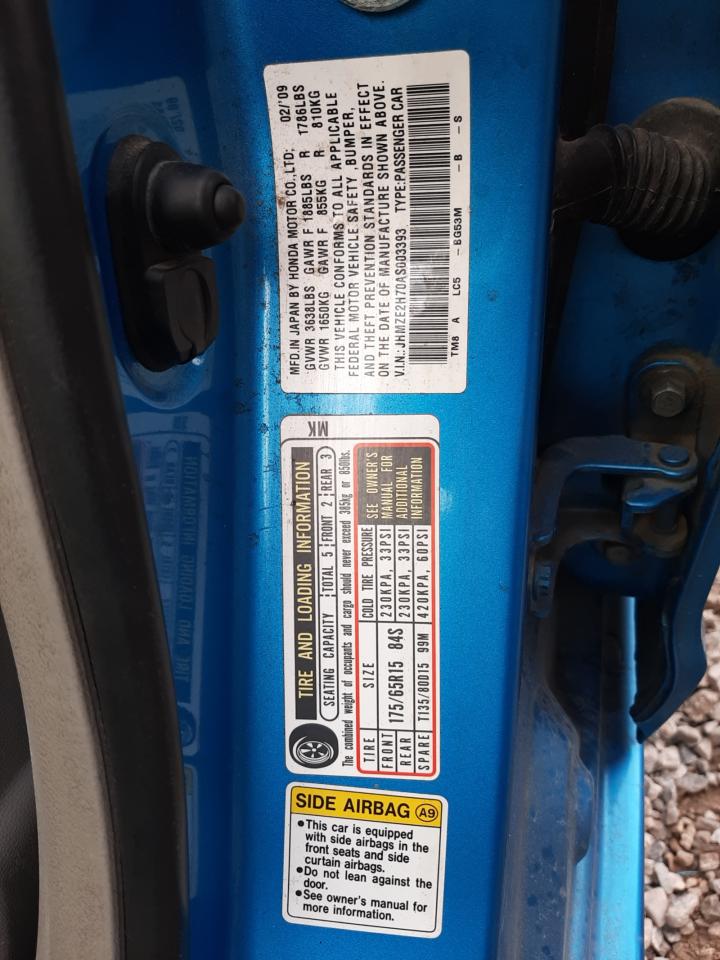 MFD.IN JAPAN BY HONDA MOTOR CO.,LTD; 02/'09
GVWR 3638LBS GAWR F 1885LBS R 1786LBS
GVWR 1650KG GAWR F 855KG R 810KG
THIS VEHICLE CONFORMS TO ALL APPLICABLE
FEDERAL MOTOR VEHICLE SAFETY ,BUMPER,
AND THEFT PREVENTION STANDARDS IN EFFECT
ON THE DATE OF MANUFACTURE SHOWN ABOVE.
V.I.N.:JHMZE2H70AS003393 TYPE:PASSENGER CAR
TM8 A LC5 -BG53M -B -S
MK
TIRE AND LOADING INFORMATION
SEATING CAPACITY TOTAL 5 FRONT 2 REAR 3
The combined weight of occupants and cargo should never exceed 385kg or 850lbs.
TIRE SIZE COLD TIRE PRESSURE SEE OWNER'S
FRONT 175/65R15 84S 230KPA, 33PSI MANUAL FOR
REAR 230KPA, 33PSI ADDITIONAL
SPARE T135/80D15 99M 420KPA, 60PSI INFORMATION
SIDE AIRBAG A9
•This car is equipped
with side airbags in the
front seats and side
curtain airbags.
•Do not lean against the
door.
•See owner's manual for
more information.